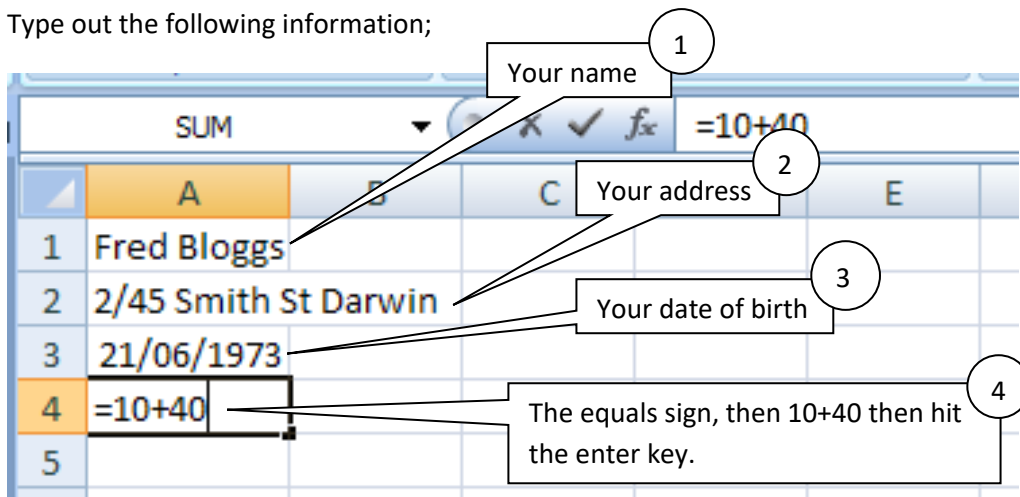 Type out the following information;
1
Your name
SUM fx =10+40
2
A B C Your address E
1 Fred Bloggs
3
2 2/45 Smith St Darwin
Your date of birth
3 21/06/1973
4
4 =10+40
The equals sign, then 10+40 then hit
the enter key.
5